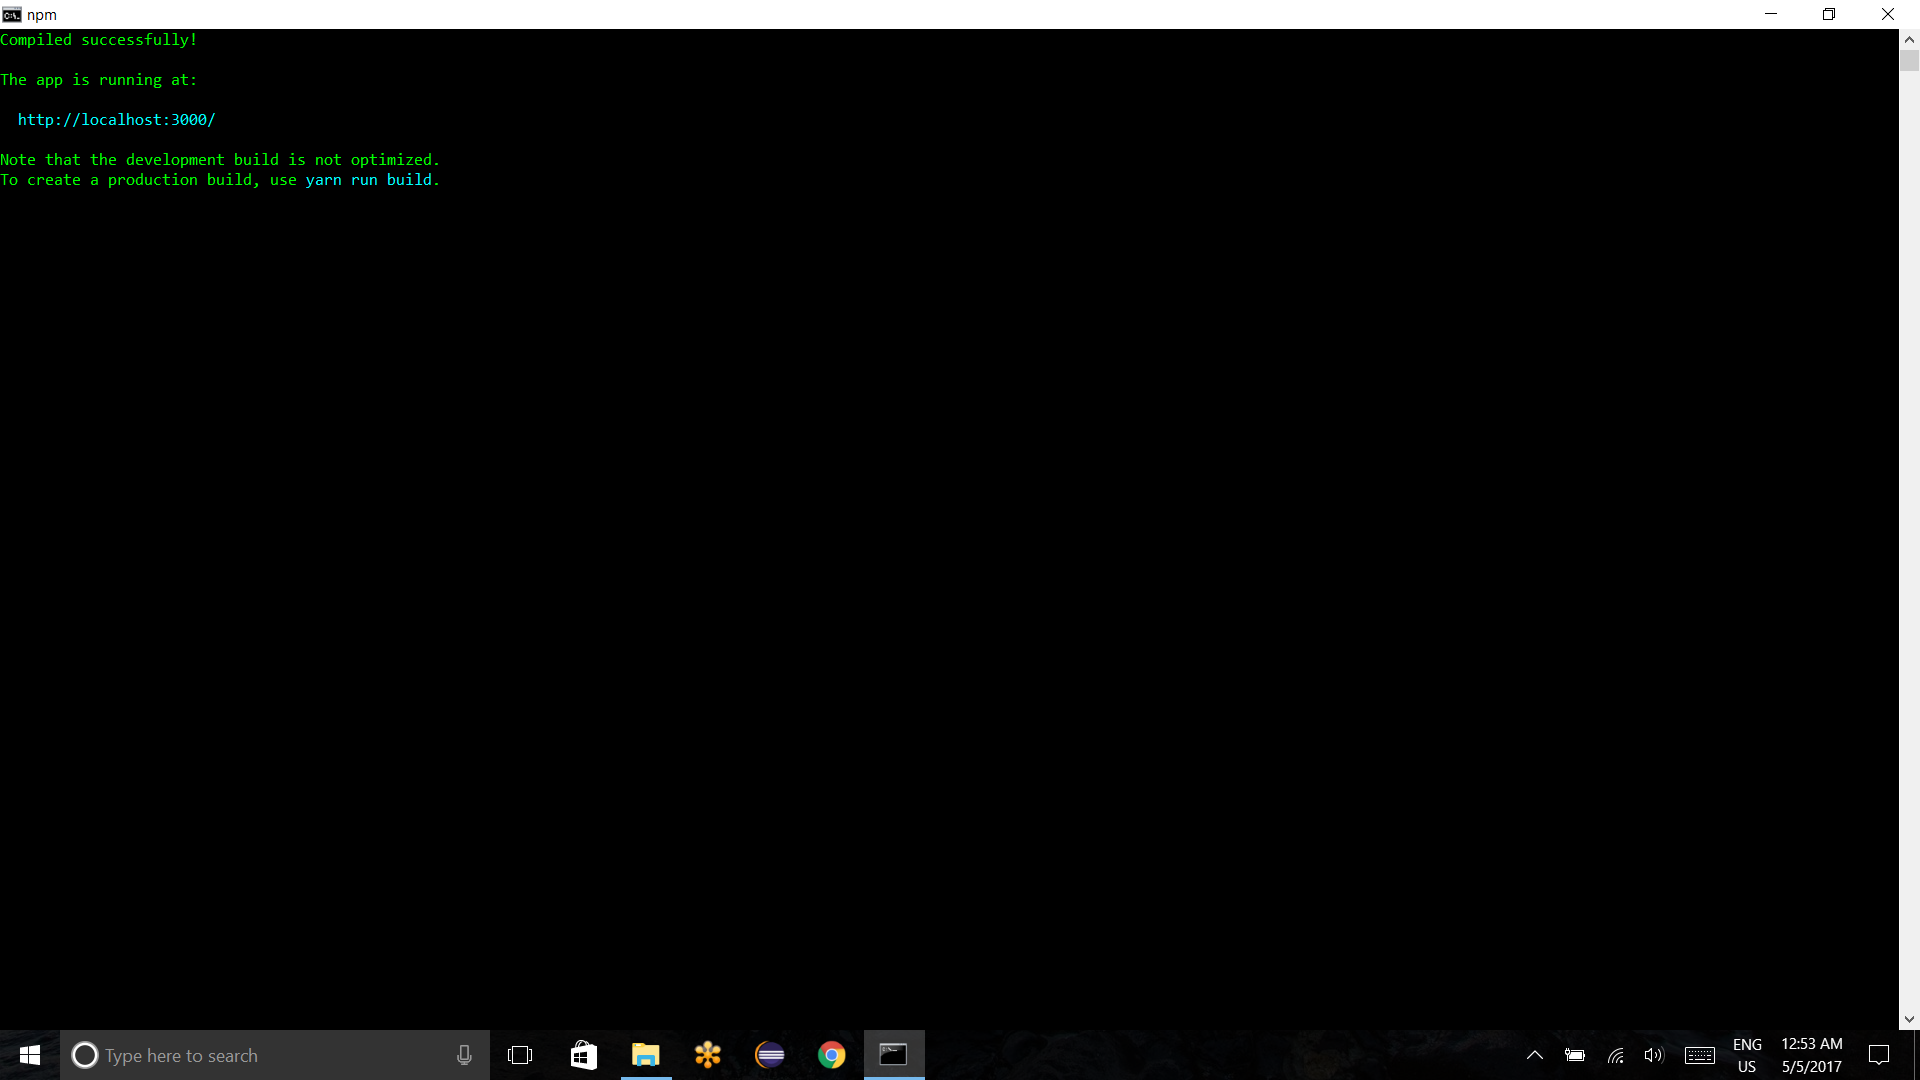 npm
Compiled successfully!
The app is running at:
http://localhost:3000/
Note that the development build is not optimized.
To create a production build, use yarn run build.
Type here to search
ENG
US
12:53 AM
5/5/2017